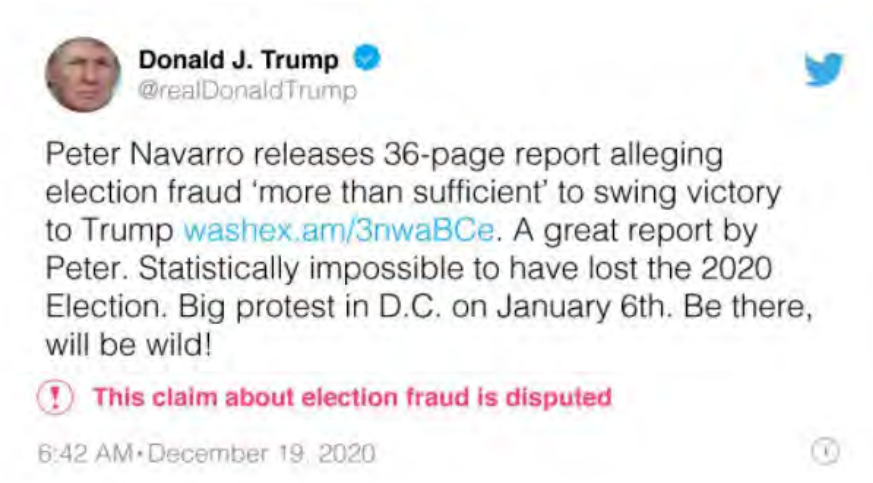 Donald J. Trump
@realDonaldTrump
Peter Navarro releases 36-page report alleging
election fraud ‘more than sufficient’ to swing victory
to Trump washex.am/3nwaBCe. A great report by
Peter. Statistically impossible to have lost the 2020
Election. Big protest in D.C. on January 6th. Be there,
will be wild!
This claim about election fraud is disputed
6:42 AM · December 19, 2020